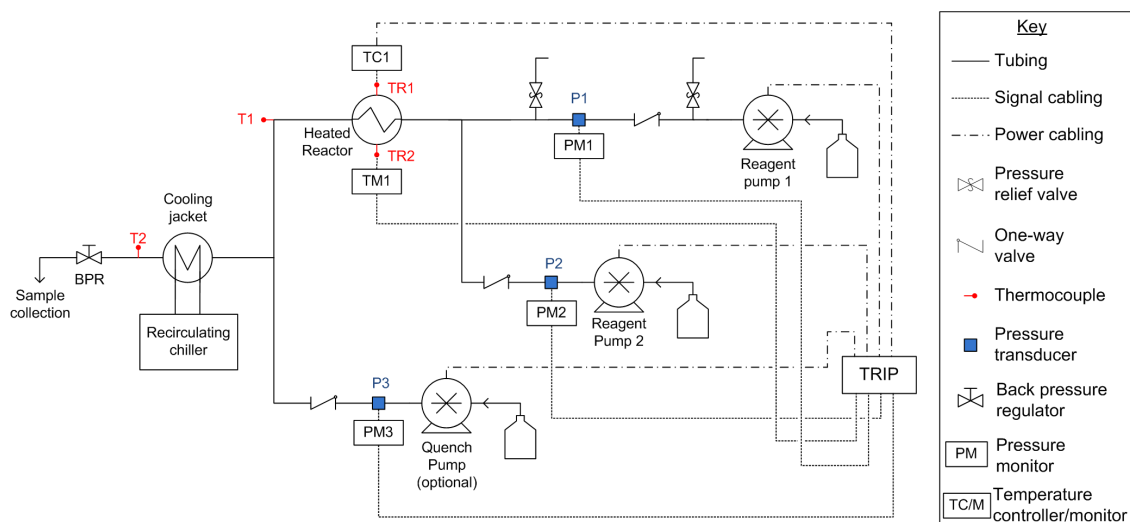 TC1
TR1
T1
Heated
Reactor
TR2
TM1
P1
PM1
Reagent
pump 1
Cooling
jacket
T2
BPR
Sample
collection
Recirculating
chiller
P2
PM2
Reagent
Pump 2
P3
PM3
Quench
Pump
(optional)
TRIP
Key
Tubing
Signal cabling
Power cabling
Pressure
relief valve
One-way
valve
Thermocouple
Pressure
transducer
Back pressure
regulator
PM
Pressure
monitor
TC/M
Temperature
controller/monitor